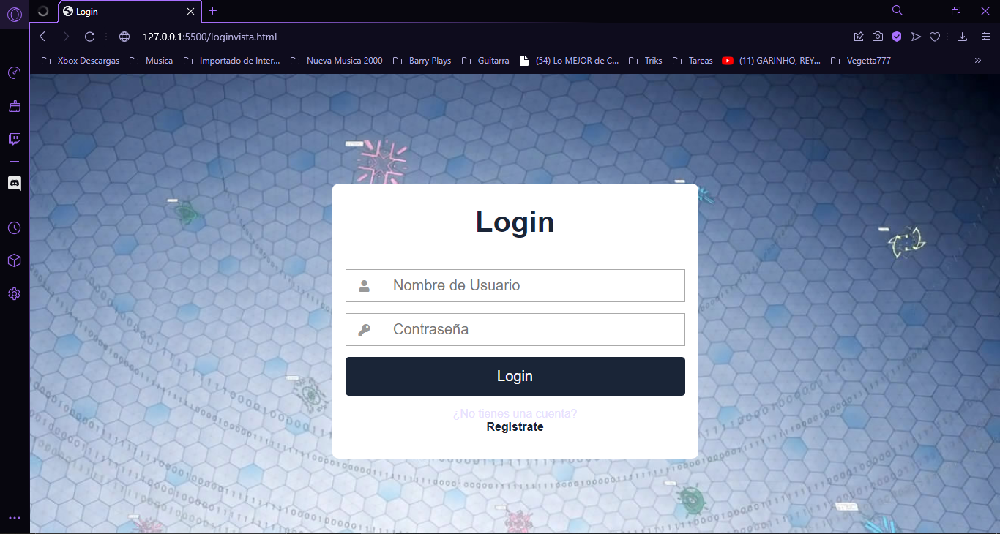 Login
127.0.0.1:5500/loginvista.html
Xbox Descargas Musica Importado de Inter... Nueva Musica 2000 Barry Plays Guitarra (54) Lo MEJOR de C... Triks Tareas (11) GARINHO, REY... Vegetta777
Login
Nombre de Usuario
Contraseña
Login
¿No tienes una cuenta?
Registrate